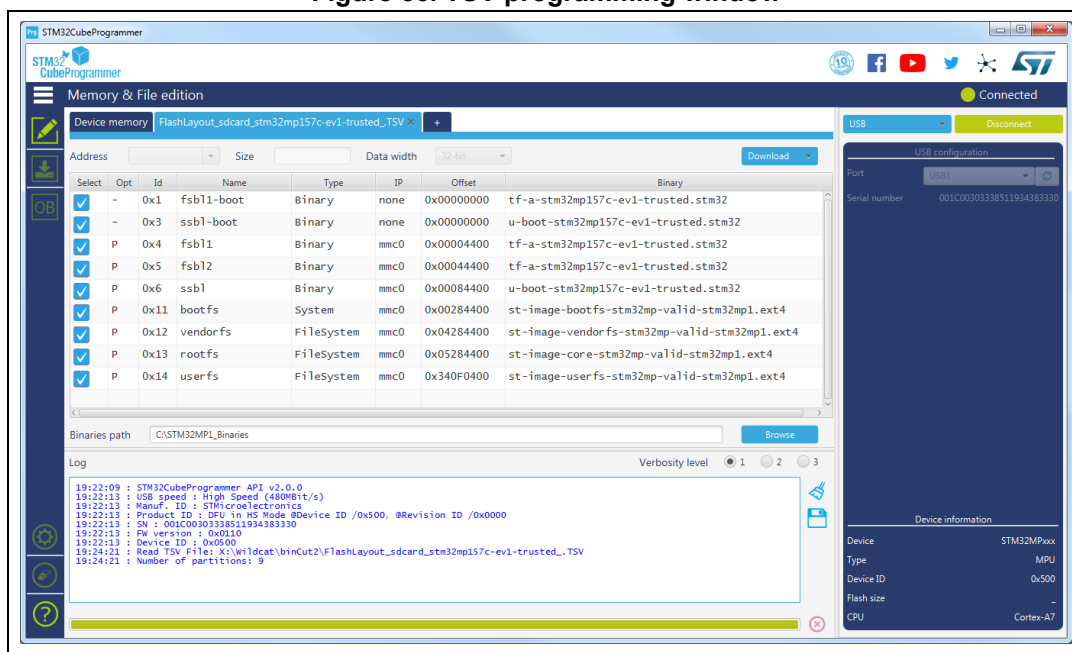 STM32CubeProgrammer
STM32
CubeProgrammer
Memory & File edition
Connected
Device memory FlashLayout_sdcard_stm32mp157c-ev1-trusted_.TSV × +
USB Disconnect
Address Size Data width 32-bit Download
USB configuration
Port USB1
Serial number 001C00303338511934383330
Select Opt Id Name Type IP Offset Binary
- 0x1 fsbl1-boot Binary none 0x00000000 tf-a-stm32mp157c-ev1-trusted.stm32
- 0x3 ssbl-boot Binary none 0x00000000 u-boot-stm32mp157c-ev1-trusted.stm32
P 0x4 fsbl1 Binary mmc0 0x00004400 tf-a-stm32mp157c-ev1-trusted.stm32
P 0x5 fsbl2 Binary mmc0 0x00044400 tf-a-stm32mp157c-ev1-trusted.stm32
P 0x6 ssbl Binary mmc0 0x00084400 u-boot-stm32mp157c-ev1-trusted.stm32
P 0x11 bootfs System mmc0 0x00284400 st-image-bootfs-stm32mp-valid-stm32mp1.ext4
P 0x12 vendorfs FileSystem mmc0 0x04284400 st-image-vendorfs-stm32mp-valid-stm32mp1.ext4
P 0x13 rootfs FileSystem mmc0 0x05284400 st-image-core-stm32mp-valid-stm32mp1.ext4
P 0x14 userfs FileSystem mmc0 0x340F0400 st-image-userfs-stm32mp-valid-stm32mp1.ext4
OB
Binaries path C:\STM32MP1_Binaries Browse
Log Verbosity level 1 2 3
19:22:09 : STM32CubeProgrammer API v2.0.0
19:22:13 : USB speed : High Speed (480MBit/s)
19:22:13 : Manuf. ID : STMicroelectronics
19:22:13 : Product ID : DFU in HS Mode @Device ID /0x500, @Revision ID /0x0000
19:22:13 : SN : 001C00303338511934383330
19:22:13 : FW version : 0x0110
19:22:13 : Device ID : 0x0500
19:24:21 : Read TSV File: X:\Wildcat\binCut2\FlashLayout_sdcard_stm32mp157c-ev1-trusted_.TSV
19:24:21 : Number of partitions: 9
Device information
Device STM32MPxxx
Type MPU
Device ID 0x500
Flash size _
CPU Cortex-A7